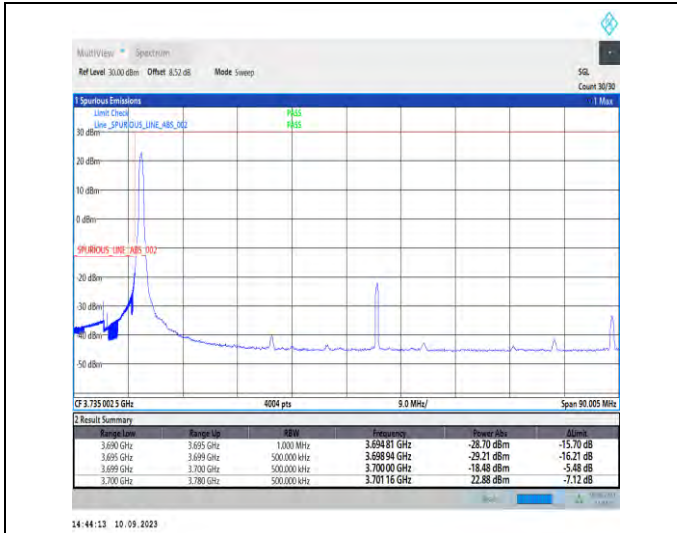 MultiView Spectrum
Ref Level 30.00 dBm Offset 8.52 dB Mode Sweep SGL
Count 30/30
1 Spurious Emissions 1 Max
Limit Check PASS
Line _SPURIOUS_LINE_ABS_002 PASS
30 dBm
20 dBm
10 dBm
0 dBm
SPURIOUS_LINE_ABS_002
-20 dBm
-30 dBm
-40 dBm
-50 dBm
CF 3.735 002 5 GHz 4004 pts 9.0 MHz/ Span 90.005 MHz
2 Result Summary
Range Low Range Up RBW Frequency Power Abs ΔLimit
3.690 GHz 3.695 GHz 1.000 MHz 3.694 81 GHz -28.70 dBm -15.70 dB
3.695 GHz 3.699 GHz 500.000 kHz 3.698 94 GHz -29.21 dBm -16.21 dB
3.699 GHz 3.700 GHz 500.000 kHz 3.700 00 GHz -18.48 dBm -5.48 dB
3.700 GHz 3.780 GHz 500.000 kHz 3.701 16 GHz 22.88 dBm -7.12 dB
14:44:13 10.09.2023